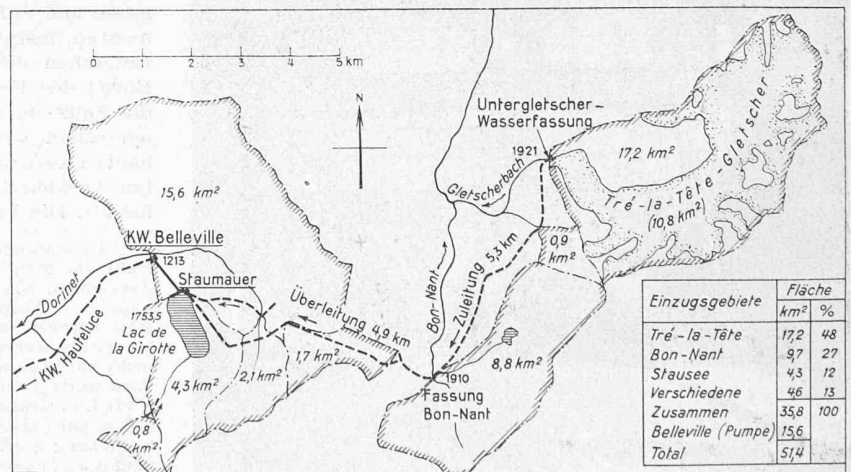 0 1 2 3 4 5 km
N
Untergletscher-
Wasserfassung
1921
17,2 km²
Gletscherbach
Tré-la-Tête-Gletscher
(10,8 km²)
15,6 km²
0,9
km²
KW. Belleville
1213
Staumauer
Dorinet
1753,5
Lac de
la Girotte
Überleitung 4,9 km
Bon-Nant
Zuleitung 5,3 km
KW. Hauteluce
4,3 km²
2,1 km²
1,7 km²
8,8 km²
1910
Fassung
Bon-Nant
0,8
km²
Einzugsgebiete Fläche
km² %
Tré-la-Tête 17,2 48
Bon-Nant 9,7 27
Stausee 4,3 12
Verschiedene 4,6 13
Zusammen 35,8 100
Belleville (Pumpe) 15,6
Total 51,4